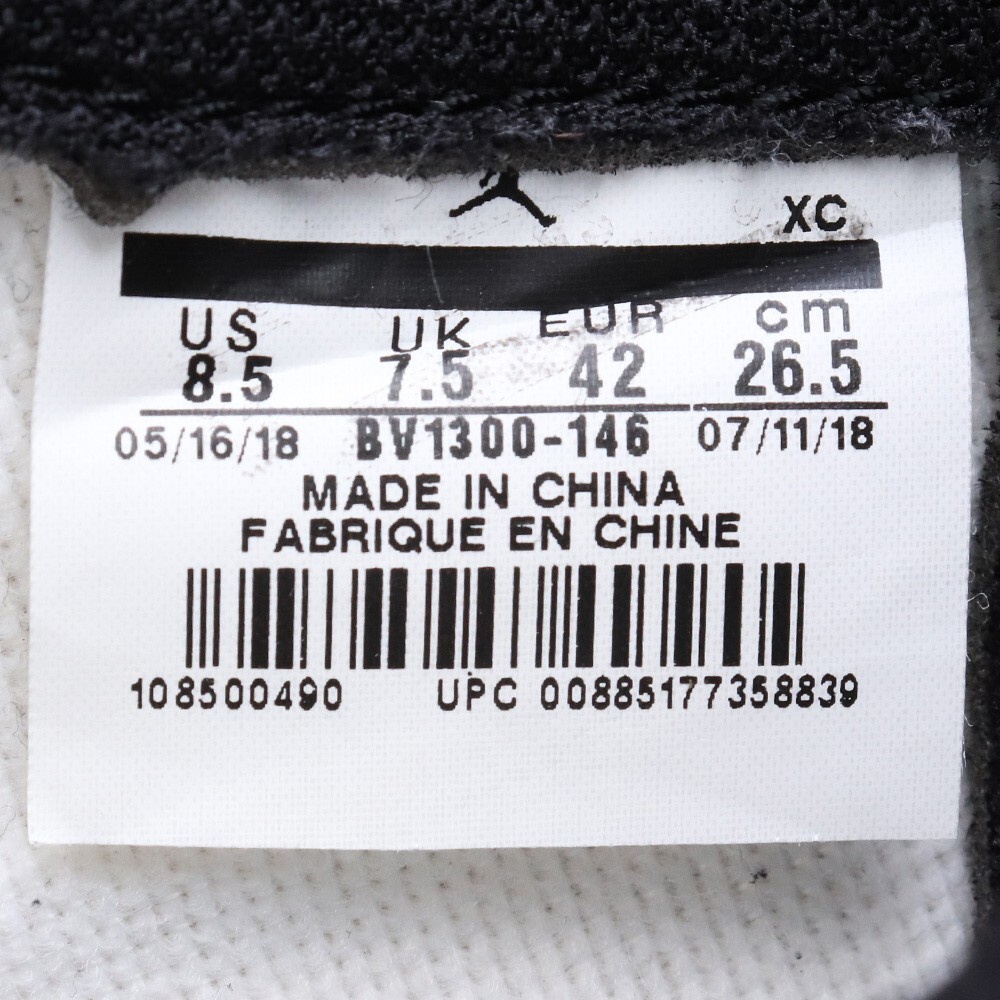 XC
US UK EUR cm
8.5 7.5 42 26.5
05/16/18 BV1300-146 07/11/18
MADE IN CHINA
FABRIQUE EN CHINE
108500490 UPC 00885177358839